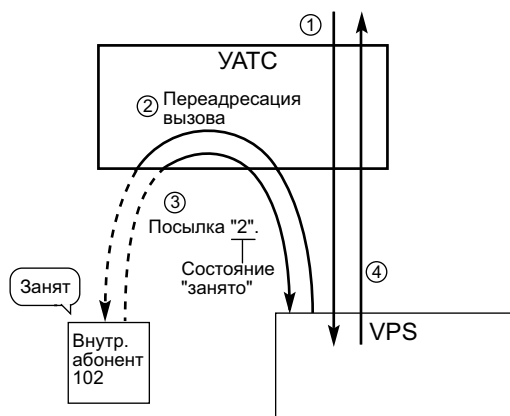 ①
УАТС
② Переадресация
вызова
③
Посылка "2".
Состояние
"занято"
④
Занят
VPS
Внутр.
абонент
102